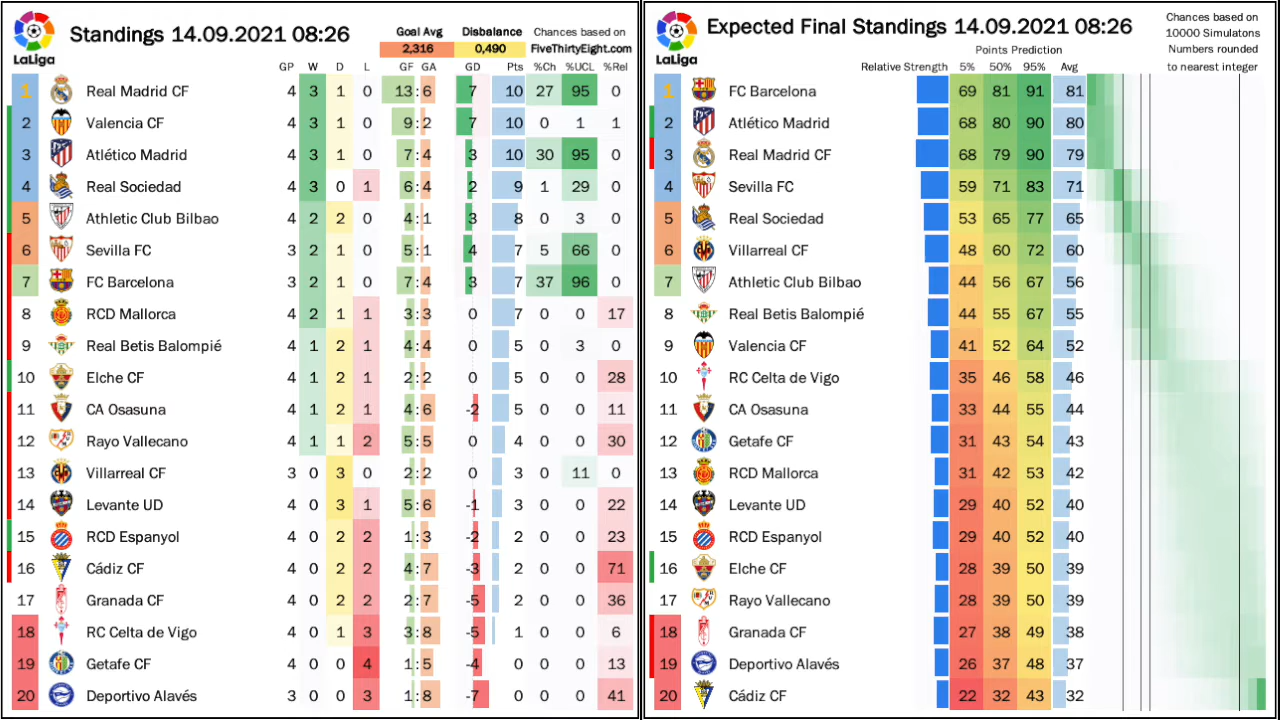 LaLiga
Standings 14.09.2021 08:26
Goal Avg Disbalance Chances based on
2,316 0,490 FiveThirtyEight.com
GP W D L GF GA GD Pts %Ch %UCL %Rel
1 Real Madrid CF 4 3 1 0 13:6 7 10 27 95 0
2 Valencia CF 4 3 1 0 9:2 7 10 0 1 1
3 Atlético Madrid 4 3 1 0 7:4 3 10 30 95 0
4 Real Sociedad 4 3 0 1 6:4 2 9 1 29 0
5 Athletic Club Bilbao 4 2 2 0 4:1 3 8 0 3 0
6 Sevilla FC 3 2 1 0 5:1 4 7 5 66 0
7 FC Barcelona 3 2 1 0 7:4 3 7 37 96 0
8 RCD Mallorca 4 2 1 1 3:3 0 7 0 0 17
9 Real Betis Balompié 4 1 2 1 4:4 0 5 0 3 0
10 Elche CF 4 1 2 1 2:2 0 5 0 0 28
11 CA Osasuna 4 1 2 1 4:6 -2 5 0 0 11
12 Rayo Vallecano 4 1 1 2 5:5 0 4 0 0 30
13 Villarreal CF 3 0 3 0 2:2 0 3 0 11 0
14 Levante UD 4 0 3 1 5:6 -1 3 0 0 22
15 RCD Espanyol 4 0 2 2 1:3 -2 2 0 0 23
16 Cádiz CF 4 0 2 2 4:7 -3 2 0 0 71
17 Granada CF 4 0 2 2 2:7 -5 2 0 0 36
18 RC Celta de Vigo 4 0 1 3 3:8 -5 1 0 0 6
19 Getafe CF 4 0 0 4 1:5 -4 0 0 0 13
20 Deportivo Alavés 3 0 0 3 1:8 -7 0 0 0 41
LaLiga
Expected Final Standings 14.09.2021 08:26
Chances based on
10000 Simulatons
Numbers rounded
to nearest integer
Points Prediction
Relative Strength 5% 50% 95% Avg
1 FC Barcelona 69 81 91 81
2 Atlético Madrid 68 80 90 80
3 Real Madrid CF 68 79 90 79
4 Sevilla FC 59 71 83 71
5 Real Sociedad 53 65 77 65
6 Villarreal CF 48 60 72 60
7 Athletic Club Bilbao 44 56 67 56
8 Real Betis Balompié 44 55 67 55
9 Valencia CF 41 52 64 52
10 RC Celta de Vigo 35 46 58 46
11 CA Osasuna 33 44 55 44
12 Getafe CF 31 43 54 43
13 RCD Mallorca 31 42 53 42
14 Levante UD 29 40 52 40
15 RCD Espanyol 29 40 52 40
16 Elche CF 28 39 50 39
17 Rayo Vallecano 28 39 50 39
18 Granada CF 27 38 49 38
19 Deportivo Alavés 26 37 48 37
20 Cádiz CF 22 32 43 32